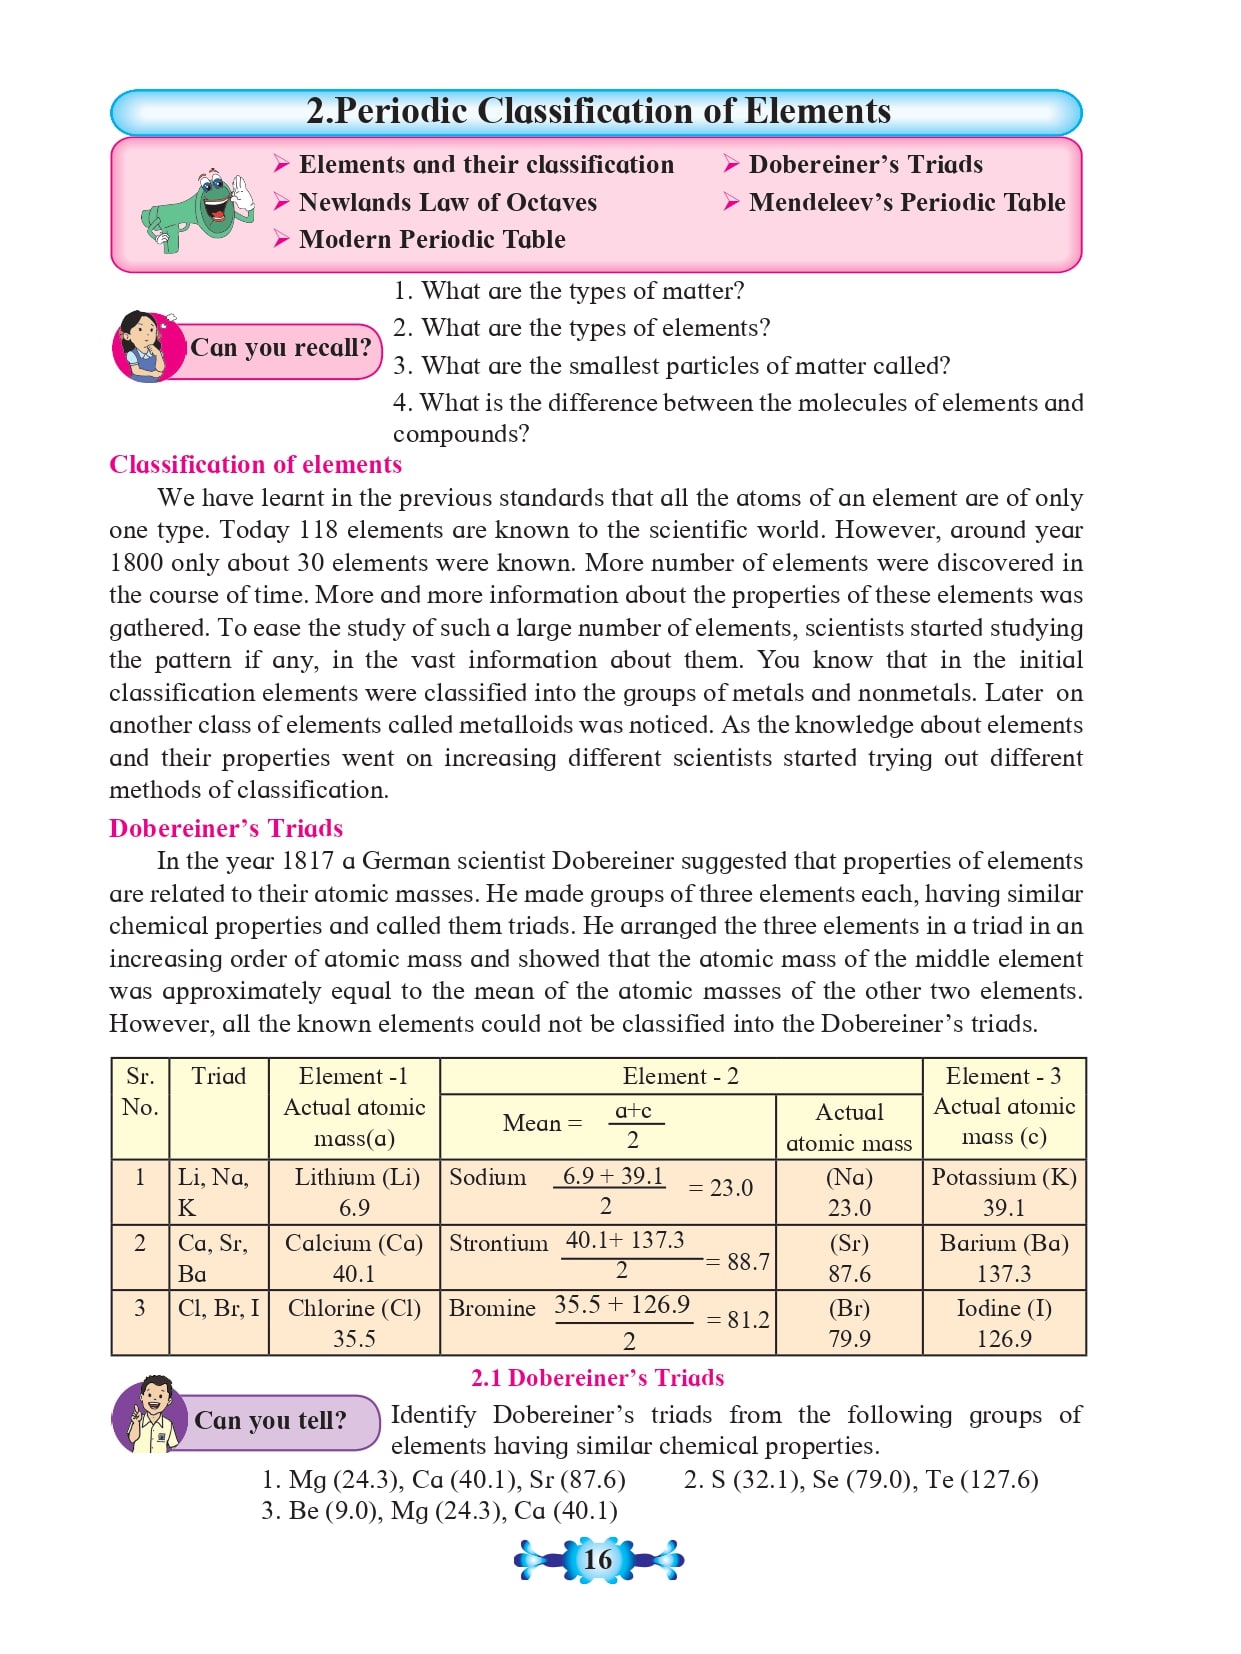 2.Periodic Classification of Elements
➢ Elements and their classification
➢ Dobereiner's Triads
➢ Newlands Law of Octaves
➢ Mendeleev's Periodic Table
➢ Modern Periodic Table
Can you recall?
1. What are the types of matter?
2. What are the types of elements?
3. What are the smallest particles of matter called?
4. What is the difference between the molecules of elements and
compounds?
Classification of elements
We have learnt in the previous standards that all the atoms of an element are of only
one type. Today 118 elements are known to the scientific world. However, around year
1800 only about 30 elements were known. More number of elements were discovered in
the course of time. More and more information about the properties of these elements was
gathered. To ease the study of such a large number of elements, scientists started studying
the pattern if any, in the vast information about them. You know that in the initial
classification elements were classified into the groups of metals and nonmetals. Later on
another class of elements called metalloids was noticed. As the knowledge about elements
and their properties went on increasing different scientists started trying out different
methods of classification.
Dobereiner's Triads
In the year 1817 a German scientist Dobereiner suggested that properties of elements
are related to their atomic masses. He made groups of three elements each, having similar
chemical properties and called them triads. He arranged the three elements in a triad in an
increasing order of atomic mass and showed that the atomic mass of the middle element
was approximately equal to the mean of the atomic masses of the other two elements.
However, all the known elements could not be classified into the Dobereiner's triads.
Sr. No. | Triad | Element -1 Actual atomic mass(a) | Element - 2 | Element - 3 Actual atomic mass (c)
Mean = a+c / 2 | Actual atomic mass
1 | Li, Na, K | Lithium (Li) 6.9 | Sodium 6.9 + 39.1 / 2 = 23.0 | (Na) 23.0 | Potassium (K) 39.1
2 | Ca, Sr, Ba | Calcium (Ca) 40.1 | Strontium 40.1+ 137.3 / 2 = 88.7 | (Sr) 87.6 | Barium (Ba) 137.3
3 | Cl, Br, I | Chlorine (Cl) 35.5 | Bromine 35.5 + 126.9 / 2 = 81.2 | (Br) 79.9 | Iodine (I) 126.9
2.1 Dobereiner's Triads
Can you tell?
Identify Dobereiner's triads from the following groups of
elements having similar chemical properties.
1. Mg (24.3), Ca (40.1), Sr (87.6) 2. S (32.1), Se (79.0), Te (127.6)
3. Be (9.0), Mg (24.3), Ca (40.1)
16